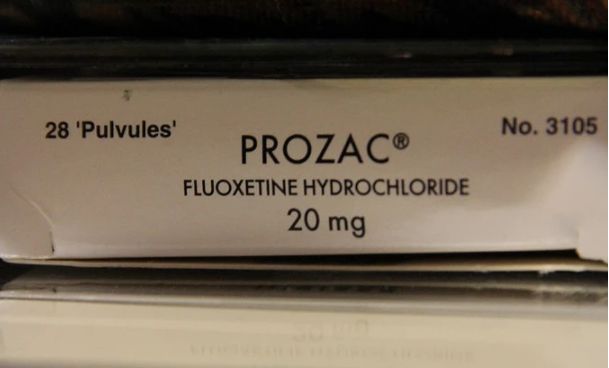 28 'Pulvules'
No. 3105
PROZAC®
FLUOXETINE HYDROCHLORIDE
20 mg